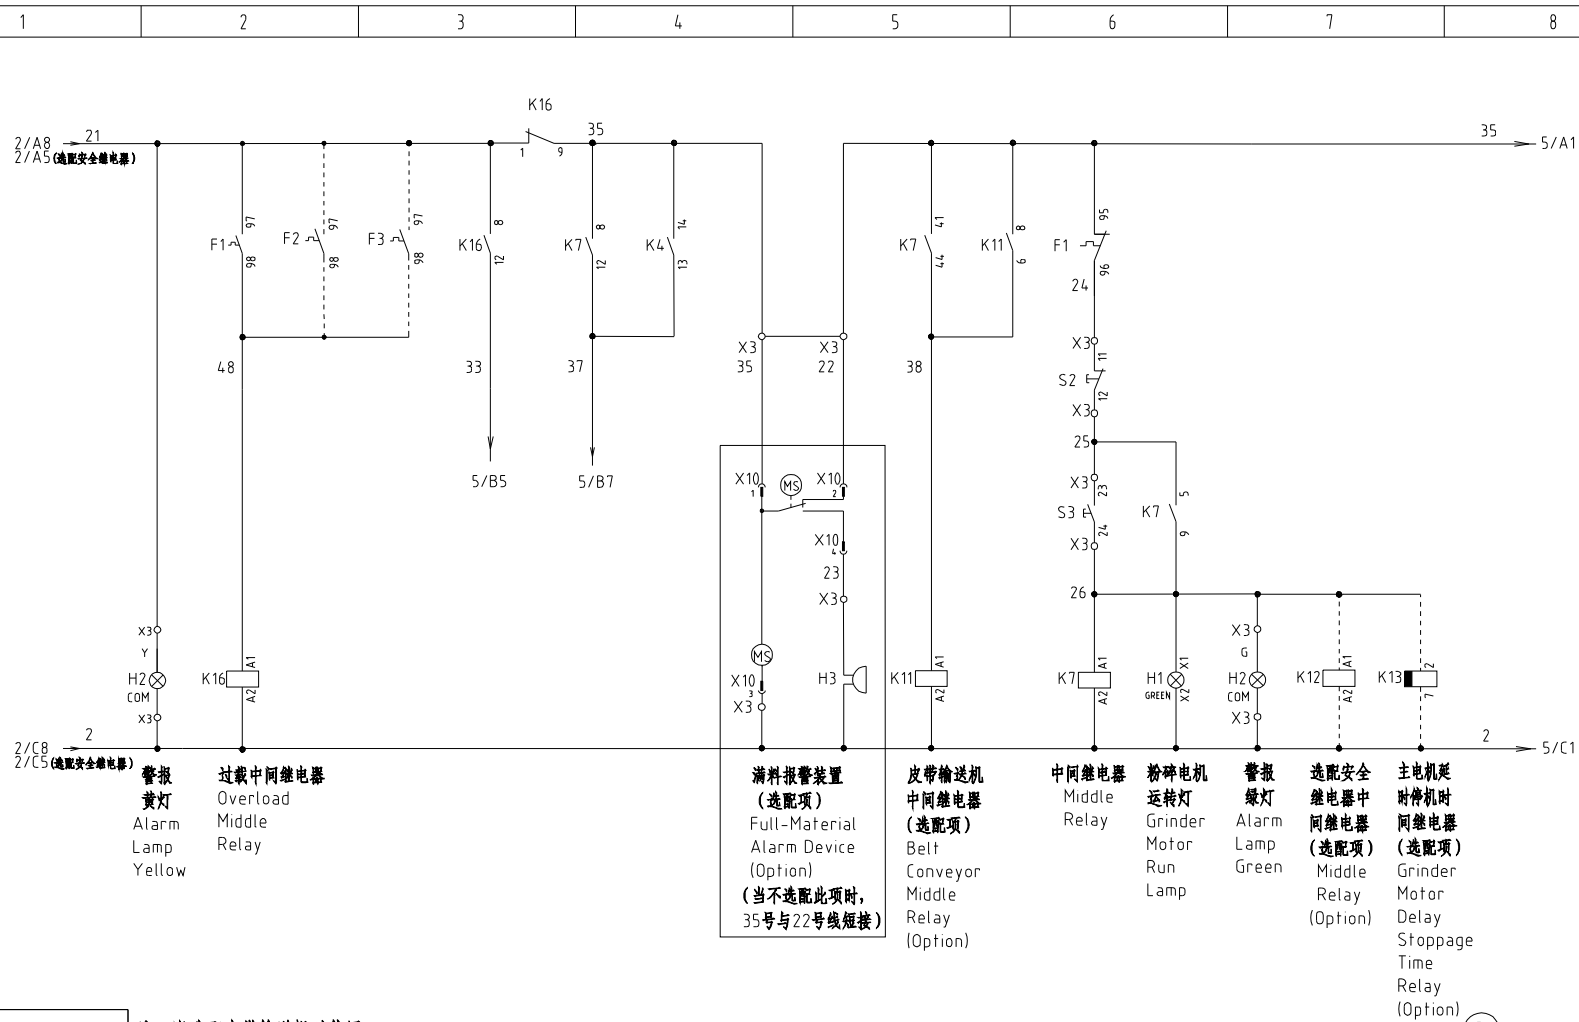 1 2 3 4 5 6 7 8
K16
2/A8 21 35 35 5/A1
2/A5(选配安全继电器)
1 9
97 97 97 8 8 14 41 8 95
F1 F2 F3 K16 K7 K4 K7 K11 F1
98 98 98 12 12 13 44 6 96
24
X3 X3 X3 11
48 33 37 35 22 38
S2 12
X3
25
X10 1 MS X10 2
5/B5 5/B7
X3 23 5
S3 24 K7 9
X10 4
X3
23
26
X3
X3 X3
Y G
MS
H2 K16 A1 A2 H3 K11 A1 A2 K7 A1 A2 H1 X1 X2 H2 K12 A1 A2 K13 2 7
COM GREEN COM
X10 3
X3 X3 X3
2/C8 2 2 5/C1
2/C5(选配安全继电器)
警报
黄灯
Alarm
Lamp
Yellow
过载中间继电器
Overload
Middle
Relay
满料报警装置
(选配项)
Full-Material
Alarm Device
(Option)
(当不选配此项时,
35号与22号线短接)
皮带输送机
中间继电器
(选配项)
Belt
Conveyor
Middle
Relay
(Option)
中间继电器
Middle
Relay
粉碎电机
运转灯
Grinder
Motor
Run
Lamp
警报
绿灯
Alarm
Lamp
Green
选配安全
继电器中
间继电器
(选配项)
Middle
Relay
(Option)
主电机延
时停机时
间继电器
(选配项)
Grinder
Motor
Delay
Stoppage
Time
Relay
(Option)